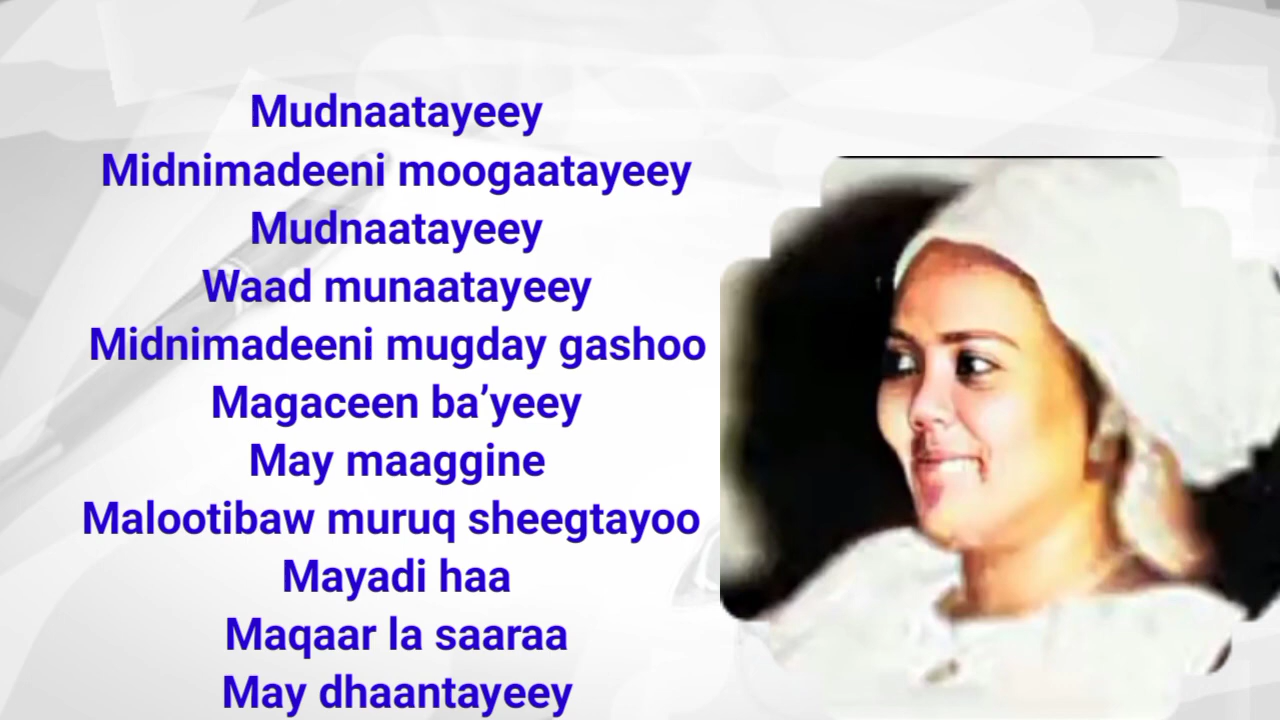 Mudnaatayeey
Midnimadeeni moogaatayeey
Mudnaatayeey
Waad munaatayeey
Midnimadeeni mugday gashoo
Magaceen ba’yeey
May maaggine
Malootibaw muruq sheegtayoo
Mayadi haa
Maqaar la saaraa
May dhaantayeey